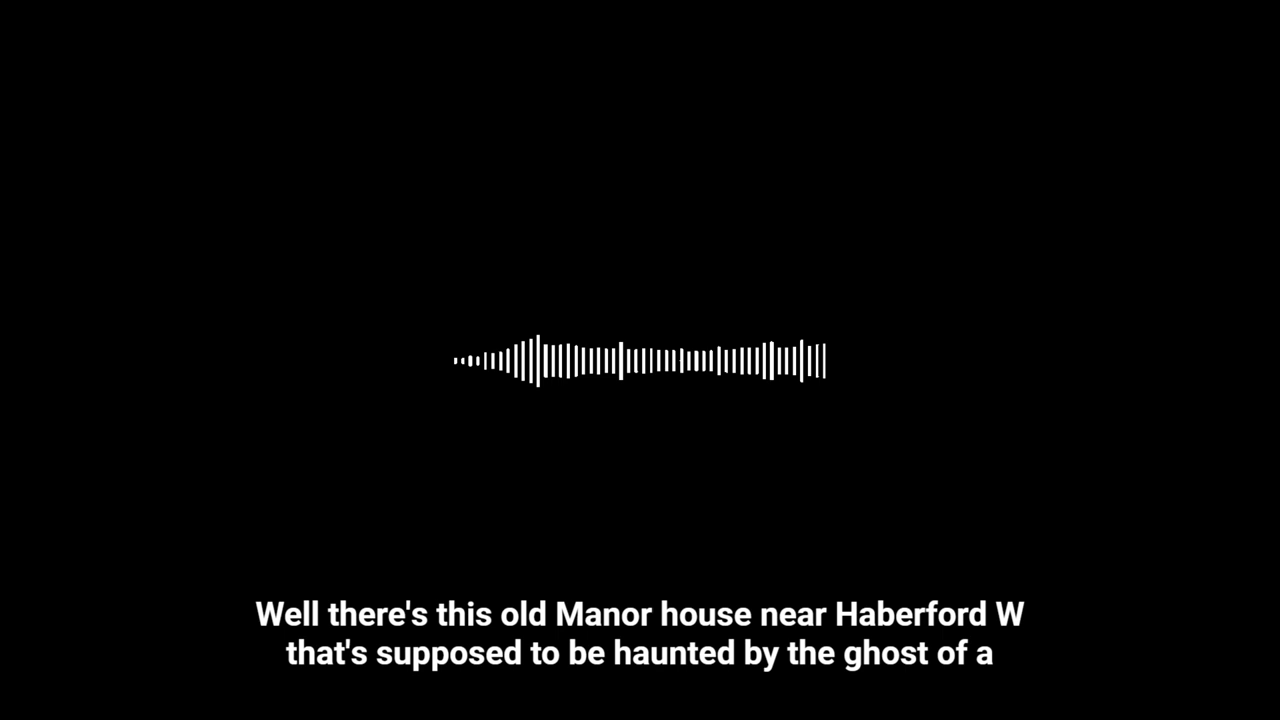 Well there's this old Manor house near Haberford W
that's supposed to be haunted by the ghost of a